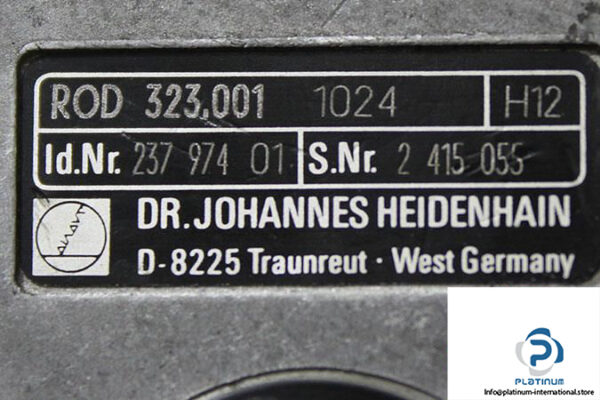 ROD 323.001 1024 H12
Id.Nr. 237 974 01 S.Nr. 2 415 055
DR. JOHANNES HEIDENHAIN
D-8225 Traunreut · West Germany
PLATINUM
https://platinum-international.store/